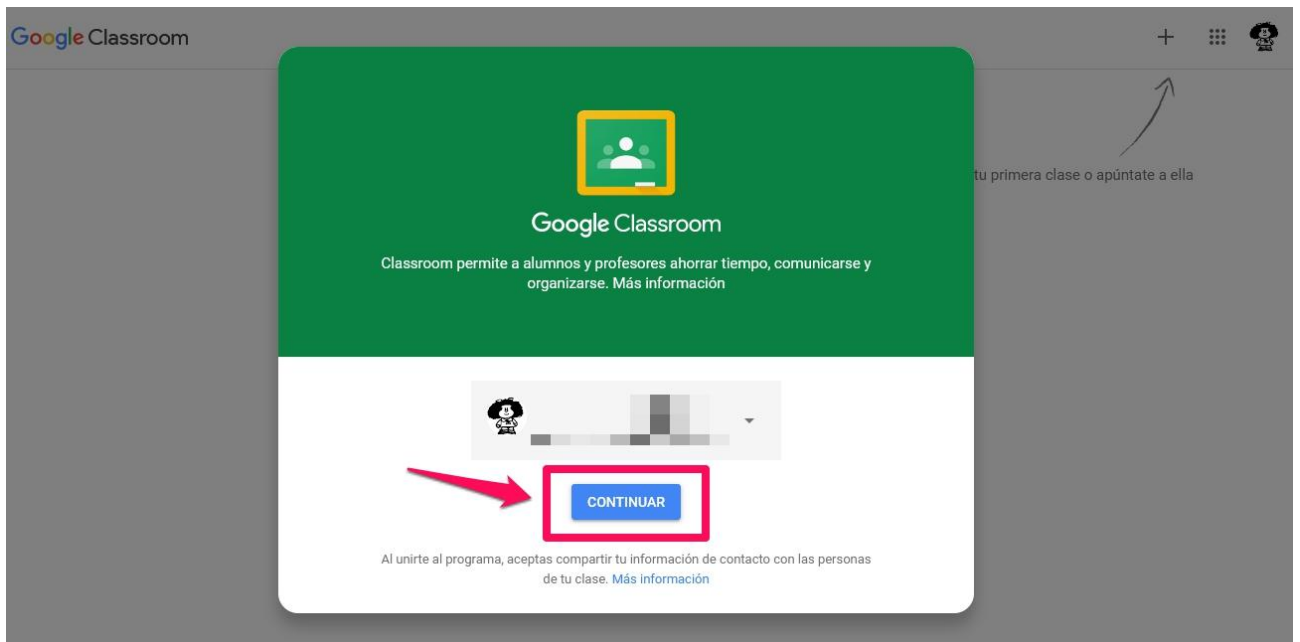 Google Classroom
tu primera clase o apúntate a ella
Google Classroom
Classroom permite a alumnos y profesores ahorrar tiempo, comunicarse y
organizarse. Más información
CONTINUAR
Al unirte al programa, aceptas compartir tu información de contacto con las personas
de tu clase. Más información